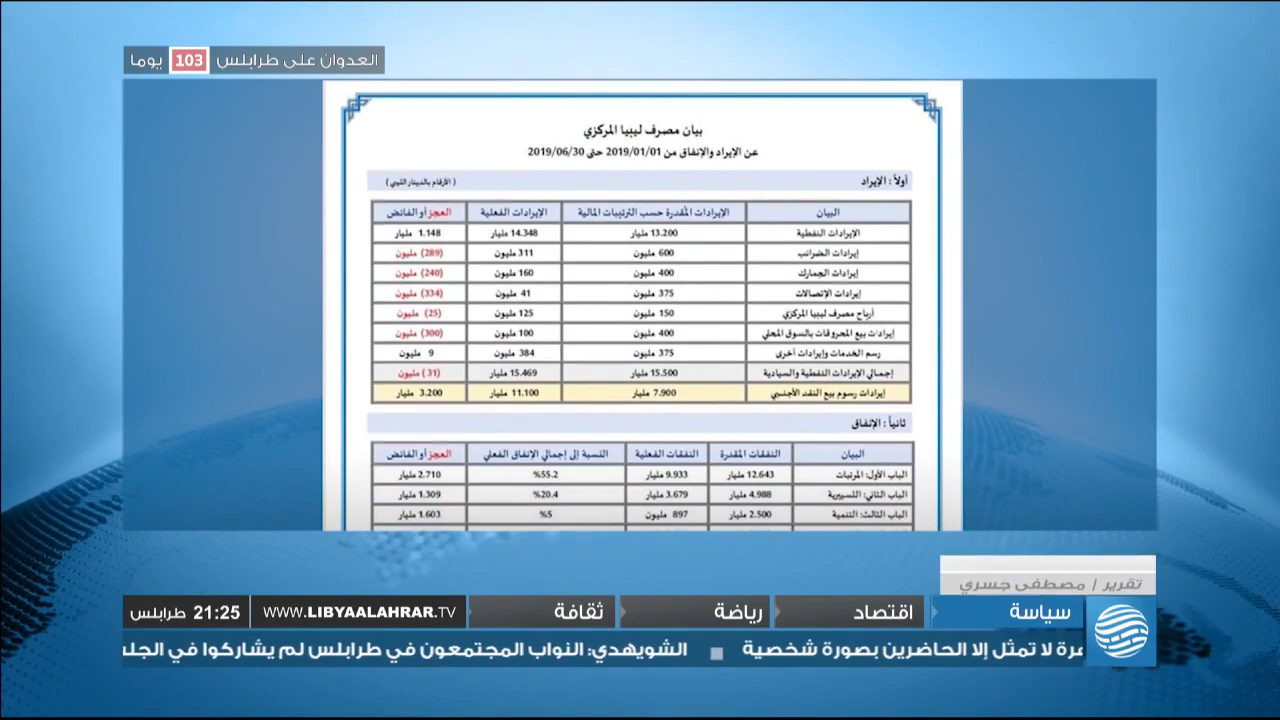 العدوان على طرابلس 103 يوما
بيان مصرف ليبيا المركزي
عن الإيراد والإنفاق من 2019/01/01 حتى 2019/06/30
أولاً : الإيراد (الأرقام بالدينار الليبي)
البيان الإيرادات المقدرة حسب الترتيبات المالية الإيرادات الفعلية العجز أو الفائض
الإيرادات النفطية 13.200 مليار 14.348 مليار 1.148 مليار
إيرادات الضرائب 600 مليون 311 مليون (289) مليون
إيرادات الجمارك 400 مليون 160 مليون (240) مليون
إيرادات الإتصالات 375 مليون 41 مليون (334) مليون
أرباح مصرف ليبيا المركزي 150 مليون 125 مليون (25) مليون
إيرادات بيع المحروقات بالسوق المحلي 400 مليون 100 مليون (300) مليون
رسم الخدمات وإيرادات أخرى 375 مليون 384 مليون 9 مليون
إجمالي الإيرادات النفطية والسيادية 15.500 مليار 15.469 مليار (31) مليون
إيرادات رسوم بيع النقد الأجنبي 7.900 مليار 11.100 مليار 3.200 مليار
ثانياً : الإنفاق
البيان النفقات المقدرة النفقات الفعلية النسبة إلى إجمالي الإنفاق الفعلي العجز أو الفائض
الباب الأول: المرتبات 12.643 مليار 9.933 مليار %55.2 2.710 مليار
الباب الثاني: التسييرية 4.988 مليار 3.679 مليار %20.4 1.309 مليار
الباب الثالث: التنمية 2.500 مليار 897 مليون %5 1.603 مليار
تقرير / مصطفى جسري
سياسة اقتصاد رياضة ثقافة WWW.LIBYAALAHRAR.TV 21:25 طرابلس
لا تمثل إلا الحاضرين بصورة شخصية ■ الشويهدي: النواب المجتمعون في طرابلس لم يشاركوا في